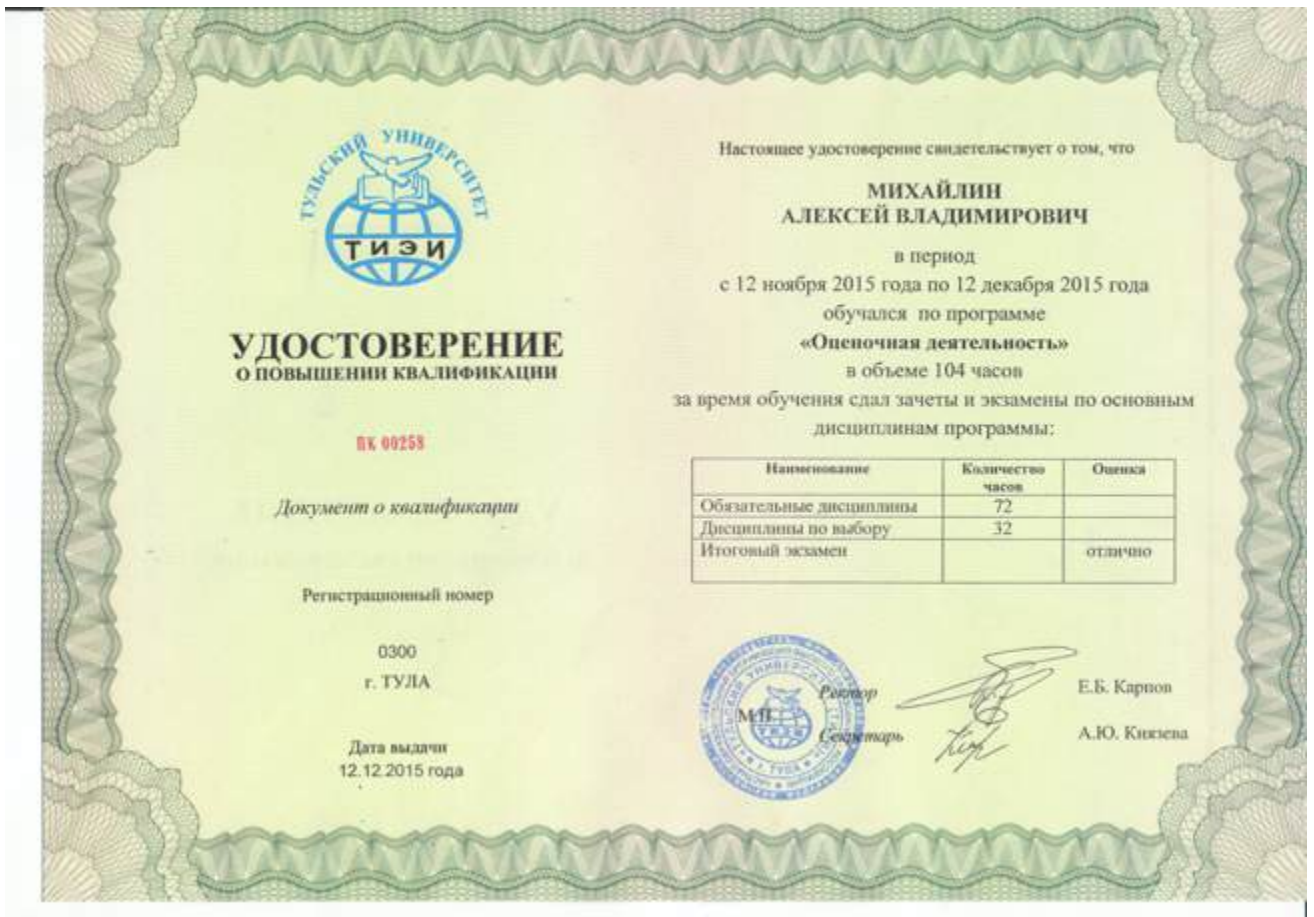 ТУЛЬСКИЙ УНИВЕРСИТЕТ
ТИЭИ
УДОСТОВЕРЕНИЕ
О ПОВЫШЕНИИ КВАЛИФИКАЦИИ
ПК 00258
Документ о квалификации
Регистрационный номер
0300
г. ТУЛА
Дата выдачи
12.12.2015 года
Настоящее удостоверение свидетельствует о том, что
МИХАЙЛИН
АЛЕКСЕЙ ВЛАДИМИРОВИЧ
в период
с 12 ноября 2015 года по 12 декабря 2015 года
обучался по программе
«Оценочная деятельность»
в объеме 104 часов
за время обучения сдал зачеты и экзамены по основным
дисциплинам программы:
Наименование Количество часов Оценка
Обязательные дисциплины 72
Дисциплины по выбору 32
Итоговый экзамен отлично
Ректор Е.Б. Карпов
М.П.
Секретарь А.Ю. Князева